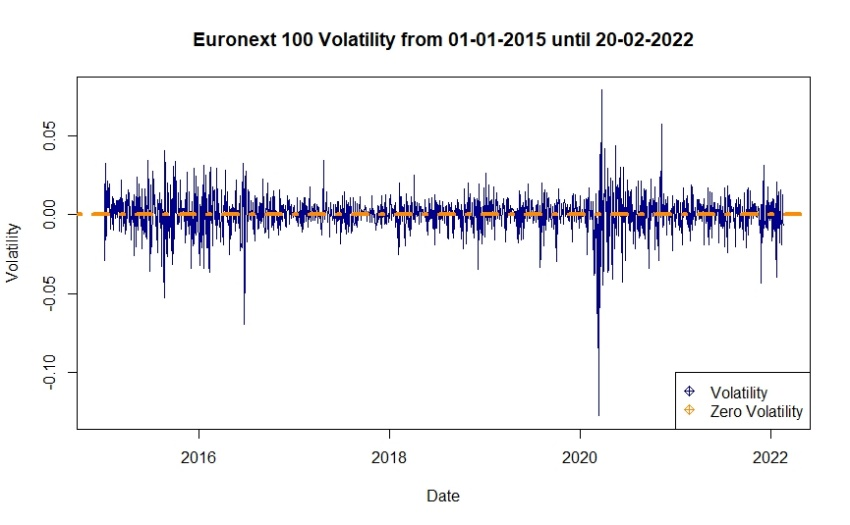 Euronext 100 Volatility from 01-01-2015 until 20-02-2022
Volatility
0.05
0.00
-0.05
-0.10
Volatility
Zero Volatility
2016 2018 2020 2022
Date